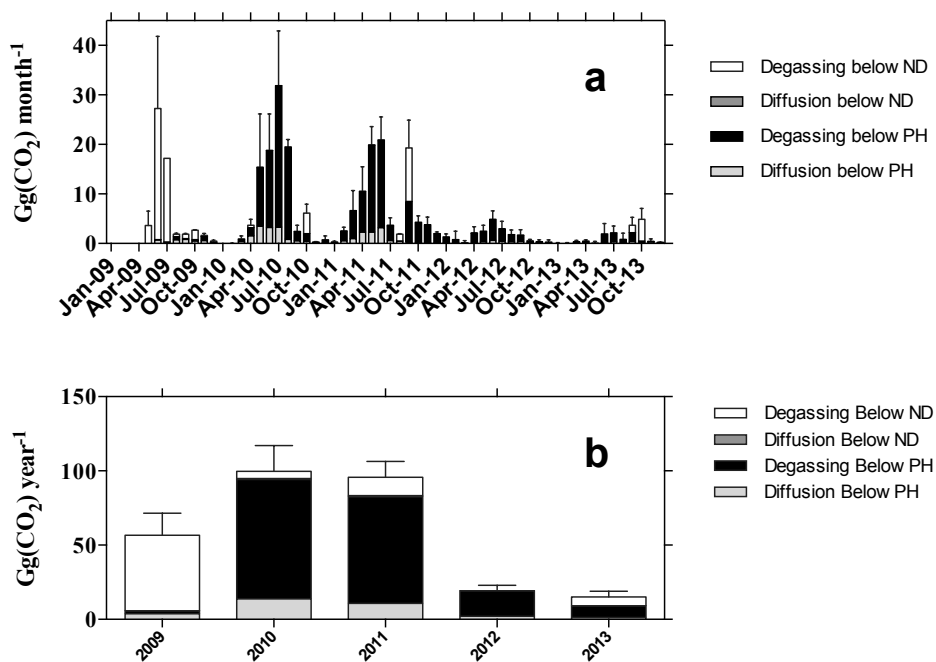 40
30
20
10
0
Gg(CO₂) month⁻¹
a
Degassing below ND
Diffusion below ND
Degassing below PH
Diffusion below PH
Jan-09
Apr-09
Jul-09
Oct-09
Jan-10
Apr-10
Jul-10
Oct-10
Jan-11
Apr-11
Jul-11
Oct-11
Jan-12
Apr-12
Jul-12
Oct-12
Jan-13
Apr-13
Jul-13
Oct-13
150
100
50
0
Gg(CO₂) year⁻¹
b
Degassing Below ND
Diffusion Below ND
Degassing Below PH
Diffusion Below PH
2009
2010
2011
2012
2013